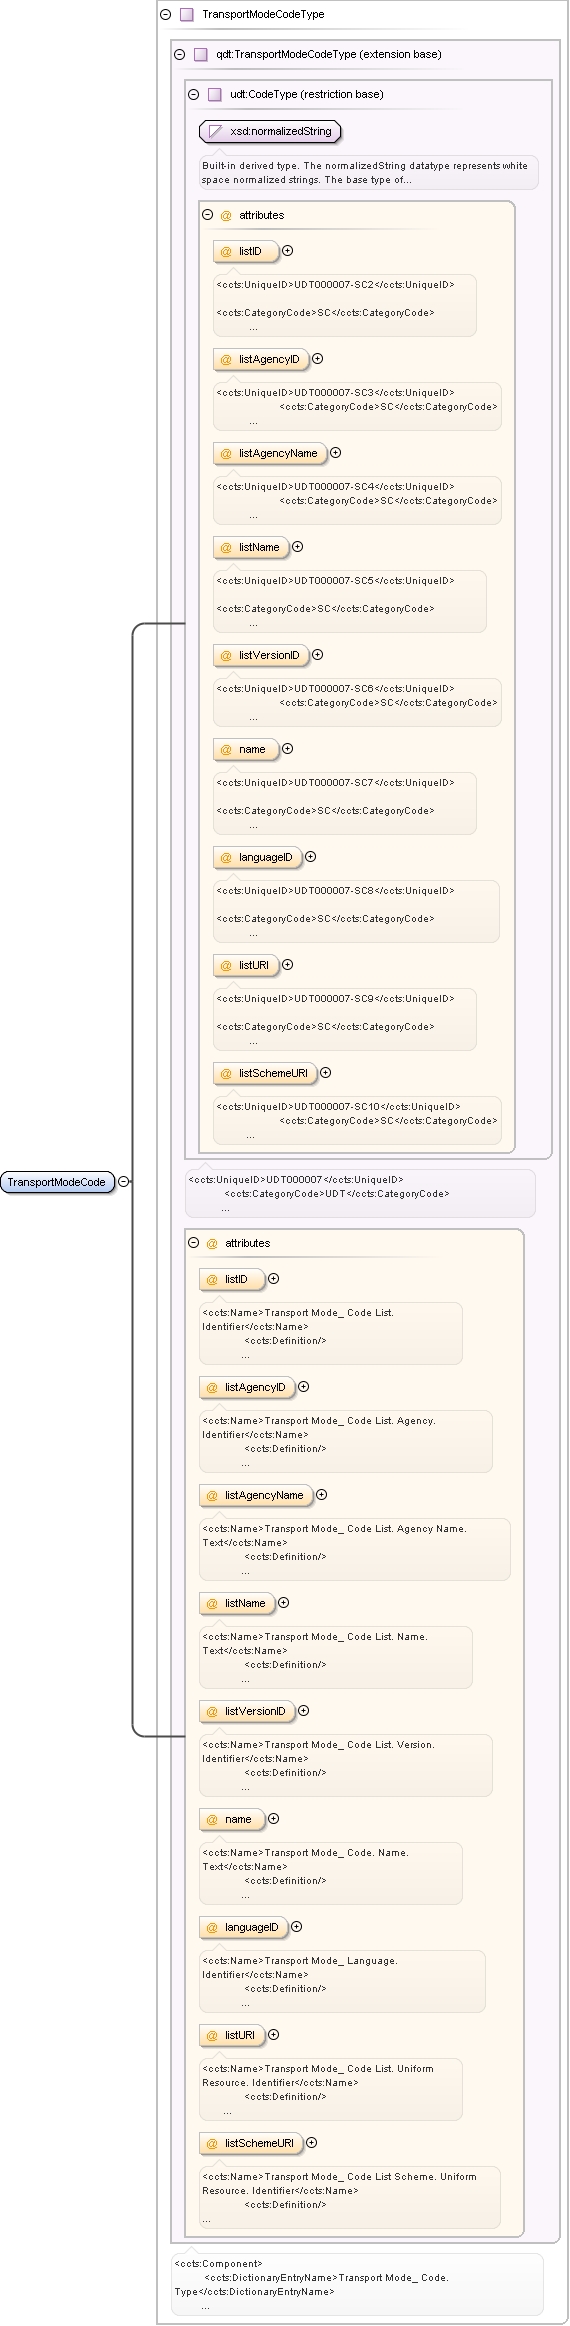 TransportModeCodeType
qdt:TransportModeCodeType (extension base)
udt:CodeType (restriction base)
xsd:normalizedString
Built-in derived type. The normalizedString datatype represents white
space normalized strings. The base type of...
@ attributes
@ listID
<ccts:UniqueID>UDT000007-SC2</ccts:UniqueID>
<ccts:CategoryCode>SC</ccts:CategoryCode>
...
@ listAgencyID
<ccts:UniqueID>UDT000007-SC3</ccts:UniqueID>
<ccts:CategoryCode>SC</ccts:CategoryCode>
...
@ listAgencyName
<ccts:UniqueID>UDT000007-SC4</ccts:UniqueID>
<ccts:CategoryCode>SC</ccts:CategoryCode>
...
@ listName
<ccts:UniqueID>UDT000007-SC5</ccts:UniqueID>
<ccts:CategoryCode>SC</ccts:CategoryCode>
...
@ listVersionID
<ccts:UniqueID>UDT000007-SC6</ccts:UniqueID>
<ccts:CategoryCode>SC</ccts:CategoryCode>
...
@ name
<ccts:UniqueID>UDT000007-SC7</ccts:UniqueID>
<ccts:CategoryCode>SC</ccts:CategoryCode>
...
@ languageID
<ccts:UniqueID>UDT000007-SC8</ccts:UniqueID>
<ccts:CategoryCode>SC</ccts:CategoryCode>
...
@ listURI
<ccts:UniqueID>UDT000007-SC9</ccts:UniqueID>
<ccts:CategoryCode>SC</ccts:CategoryCode>
...
@ listSchemeURI
<ccts:UniqueID>UDT000007-SC10</ccts:UniqueID>
<ccts:CategoryCode>SC</ccts:CategoryCode>
...
TransportModeCode
<ccts:UniqueID>UDT000007</ccts:UniqueID>
<ccts:CategoryCode>UDT</ccts:CategoryCode>
...
@ attributes
@ listID
<ccts:Name>Transport Mode_ Code List.
Identifier</ccts:Name>
<ccts:Definition/>
...
@ listAgencyID
<ccts:Name>Transport Mode_ Code List. Agency.
Identifier</ccts:Name>
<ccts:Definition/>
...
@ listAgencyName
<ccts:Name>Transport Mode_ Code List. Agency Name.
Text</ccts:Name>
<ccts:Definition/>
...
@ listName
<ccts:Name>Transport Mode_ Code List. Name.
Text</ccts:Name>
<ccts:Definition/>
...
@ listVersionID
<ccts:Name>Transport Mode_ Code List. Version.
Identifier</ccts:Name>
<ccts:Definition/>
...
@ name
<ccts:Name>Transport Mode_ Code. Name.
Text</ccts:Name>
<ccts:Definition/>
...
@ languageID
<ccts:Name>Transport Mode_ Language.
Identifier</ccts:Name>
<ccts:Definition/>
...
@ listURI
<ccts:Name>Transport Mode_ Code List. Uniform
Resource. Identifier</ccts:Name>
<ccts:Definition/>
...
@ listSchemeURI
<ccts:Name>Transport Mode_ Code List Scheme. Uniform
Resource. Identifier</ccts:Name>
<ccts:Definition/>
...
<ccts:Component>
<ccts:DictionaryEntryName>Transport Mode_ Code.
Type</ccts:DictionaryEntryName>
...